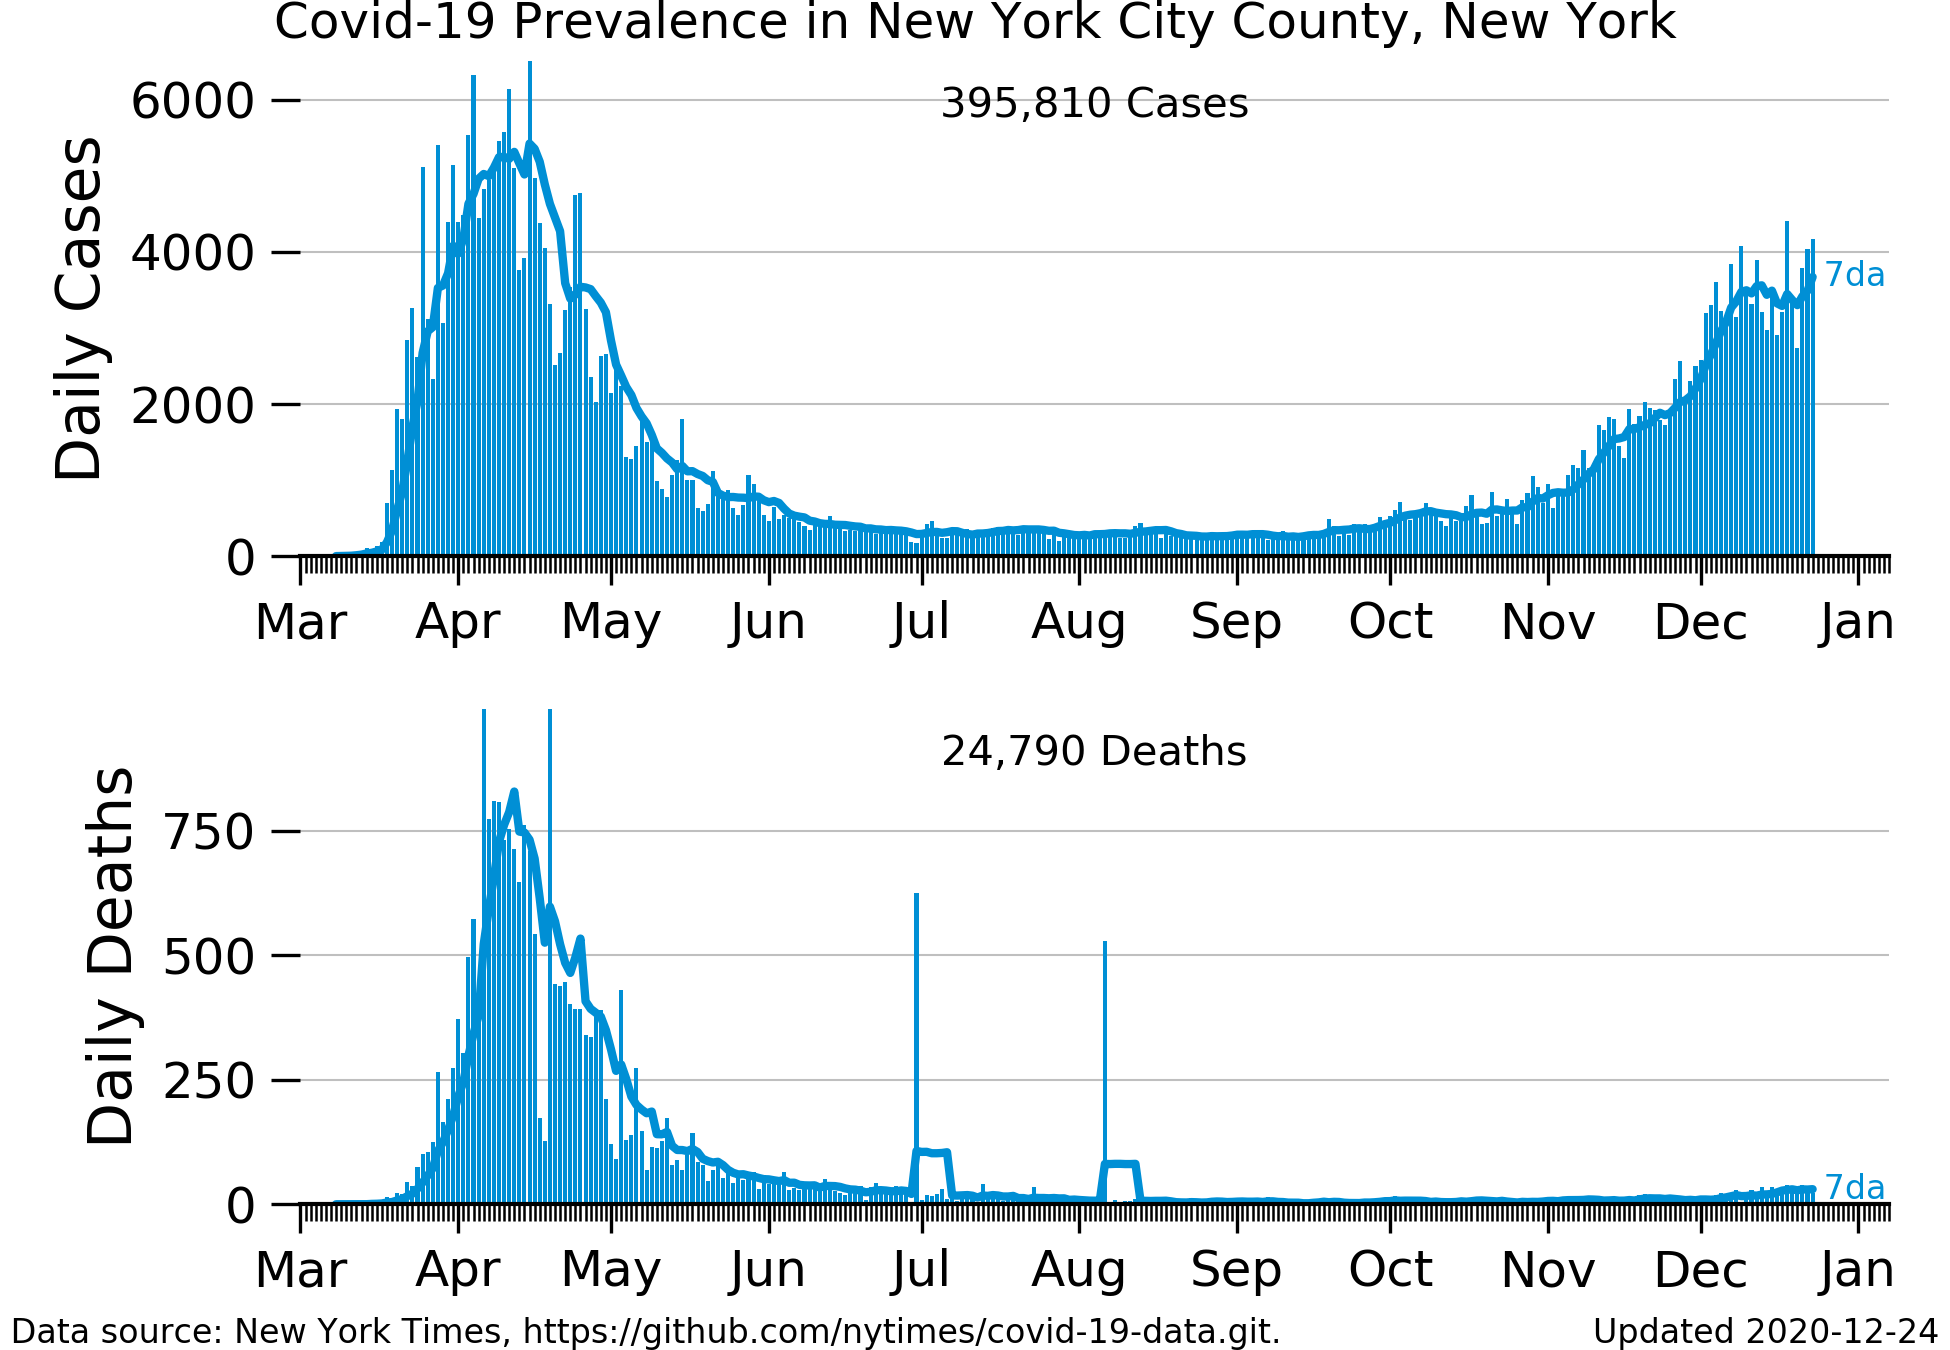 Covid-19 Prevalence in New York City County, New York
Daily Cases
6000
4000
2000
0
395,810 Cases
7da
Mar Apr May Jun Jul Aug Sep Oct Nov Dec Jan
Daily Deaths
750
500
250
0
24,790 Deaths
7da
Mar Apr May Jun Jul Aug Sep Oct Nov Dec Jan
Data source: New York Times, https://github.com/nytimes/covid-19-data.git.
Updated 2020-12-24